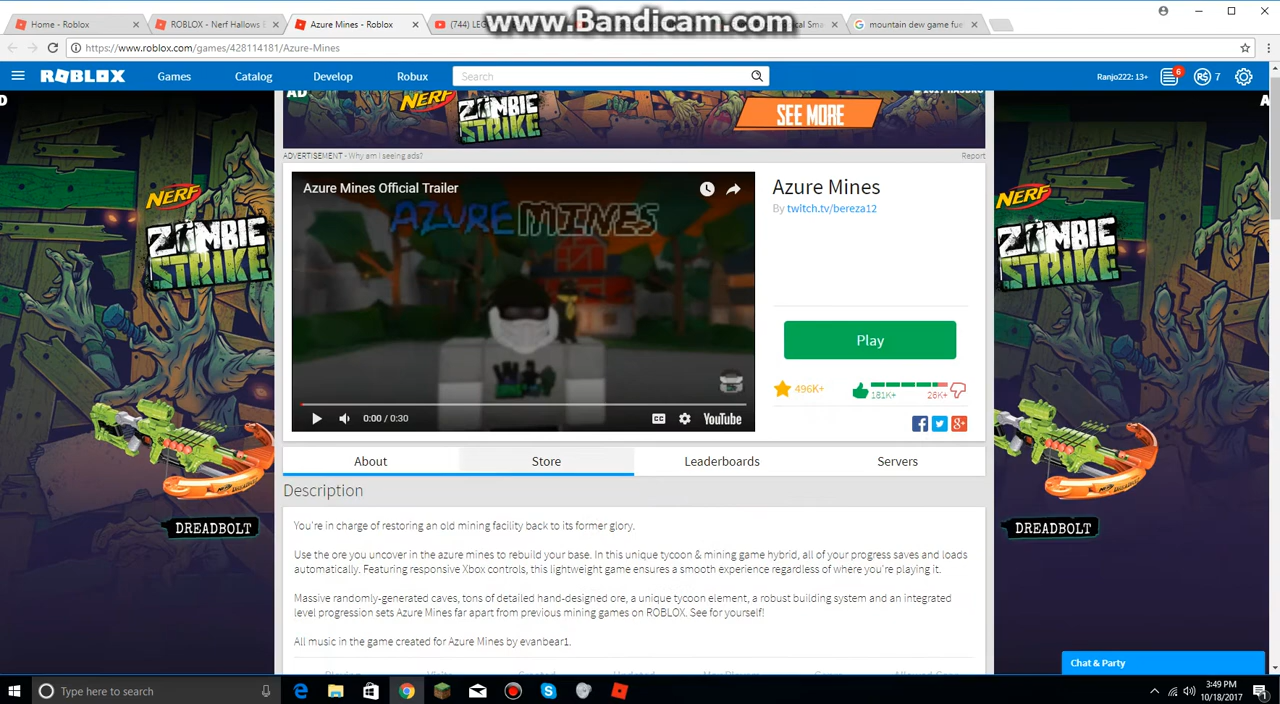 www.Bandicam.com
Home - Roblox
ROBLOX - Nerf Hallows E
Azure Mines - Roblox
(744) LEG
cal Sma
mountain dew game fue
https://www.roblox.com/games/428114181/Azure-Mines
ROBLOX
Games
Catalog
Develop
Robux
Search
Ranjo222: 13+
6
R$ 7
AD
NERF
ZOMBIE
STRIKE
SEE MORE
ADVERTISEMENT - Why am I seeing ads?
Report
Azure Mines Official Trailer
AZURE MINES
0:00 / 0:30
CC
YouTube
Azure Mines
By twitch.tv/bereza12
Play
496K+
181K+
26K+
NERF
ZOMBIE
STRIKE
DREADBOLT
NERF
ZOMBIE
STRIKE
DREADBOLT
About
Store
Leaderboards
Servers
Description
You're in charge of restoring an old mining facility back to its former glory.
Use the ore you uncover in the azure mines to rebuild your base. In this unique tycoon & mining game hybrid, all of your progress saves and loads
automatically. Featuring responsive Xbox controls, this lightweight game ensures a smooth experience regardless of where you're playing it.
Massive randomly-generated caves, tons of detailed hand-designed ore, a unique tycoon element, a robust building system and an integrated
level progression sets Azure Mines far apart from previous mining games on ROBLOX. See for yourself!
All music in the game created for Azure Mines by evanbear1.
Chat & Party
Type here to search
3:49 PM
10/18/2017